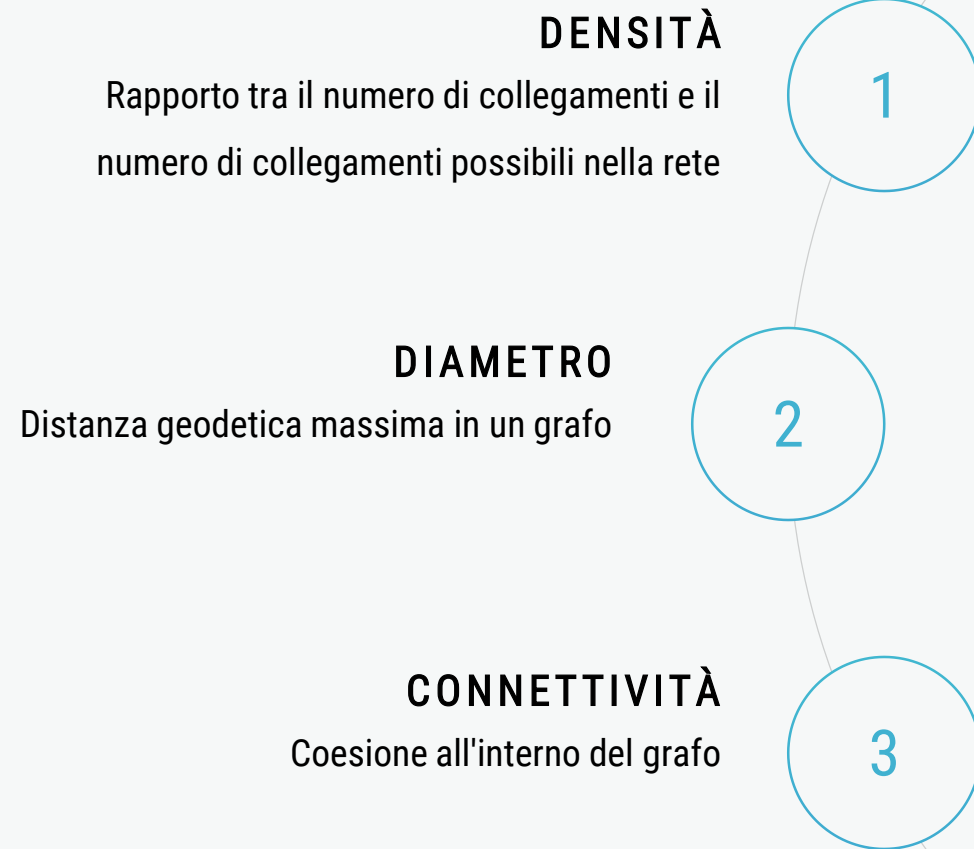 DENSITÀ
Rapporto tra il numero di collegamenti e il
numero di collegamenti possibili nella rete
1
DIAMETRO
Distanza geodetica massima in un grafo
2
CONNETTIVITÀ
Coesione all'interno del grafo
3